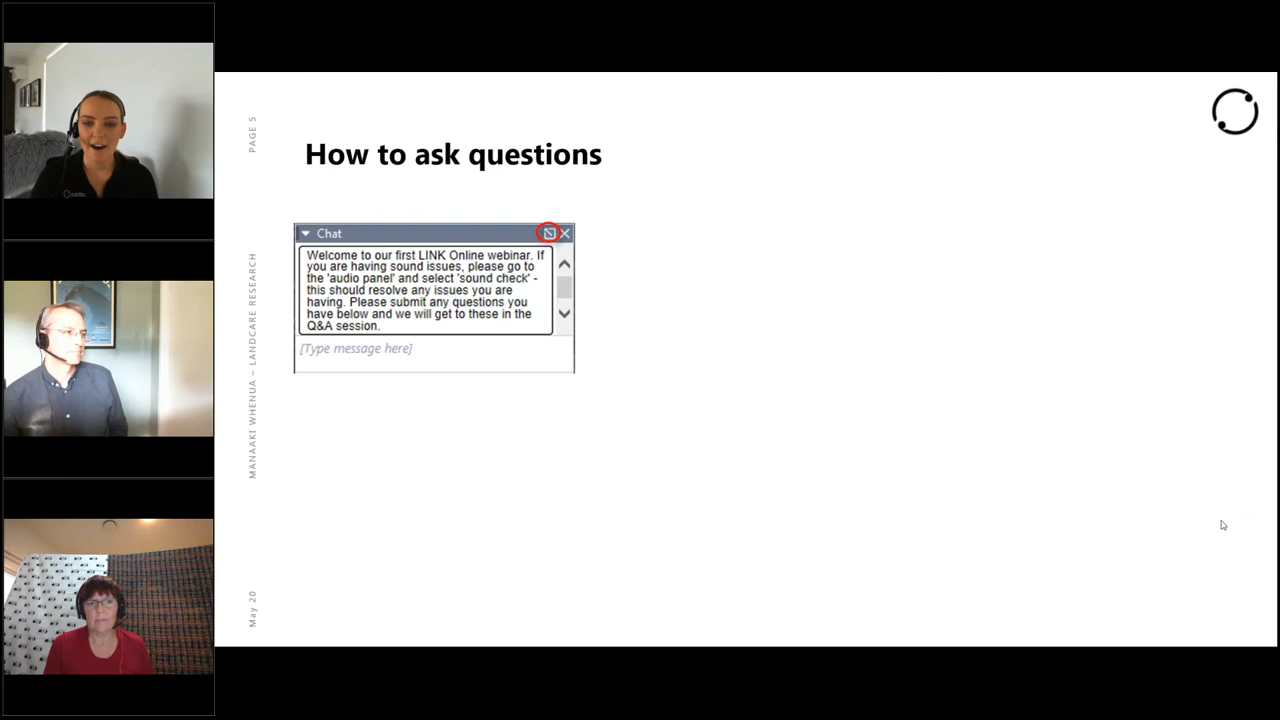 PAGE 5
How to ask questions
Chat
Welcome to our first LINK Online webinar. If
you are having sound issues, please go to
the 'audio panel' and select 'sound check' -
this should resolve any issues you are
having. Please submit any questions you
have below and we will get to these in the
Q&A session.
[Type message here]
MANAAKI WHENUA – LANDCARE RESEARCH
May 20